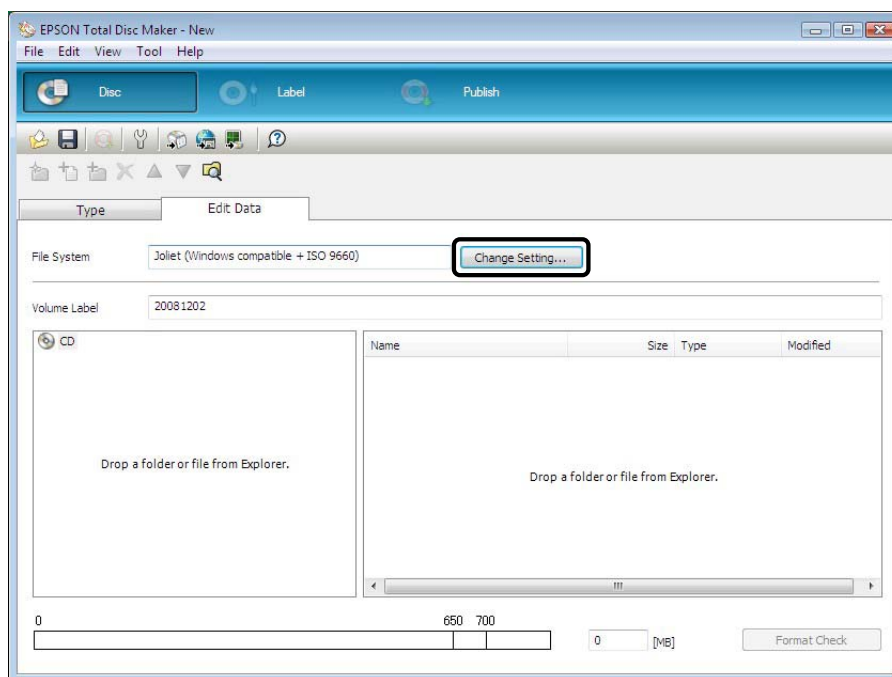 EPSON Total Disc Maker - New
File Edit View Tool Help
Disc Label Publish
Type Edit Data
File System Joliet (Windows compatible + ISO 9660) Change Setting...
Volume Label 20081202
CD
Name Size Type Modified
Drop a folder or file from Explorer.
Drop a folder or file from Explorer.
0 650 700
0 [MB] Format Check